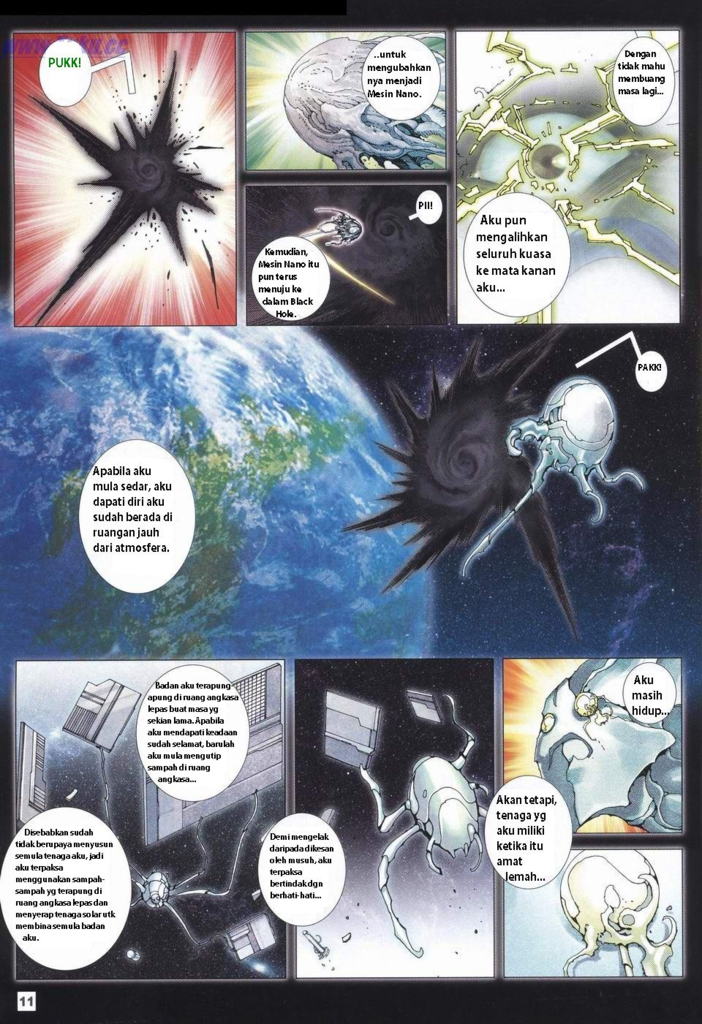 Dengan
tidak mahu
membuang
masa lagi...
Aku pun
mengalihkan
seluruh kuasa
ke mata kanan
aku...
..untuk
mengubahkan
nya menjadi
Mesin Nano.
PII!
Kemudian,
Mesin Nano itu
pun terus
menuju ke
dalam Black
Hole.
PUKK!
PAKK!
Apabila aku
mula sedar, aku
dapati diri aku
sudah berada di
ruangan jauh
dari atmosfera.
Aku
masih
hidup...
Akan tetapi,
tenaga yg
aku miliki
ketika itu
amat
lemah...
Demi mengelak
daripada dikesan
oleh musuh, aku
terpaksa
bertindak dgn
berhati-hati...
Badan aku terapung
apung di ruang angkasa
lepas buat masa yg
sekian lama. Apabila
aku mendapati keadaan
sudah selamat, barulah
aku mula mengutip
sampah di ruang
angkasa...
Disebabkan sudah
tidak berupaya menyusun
semula tenaga aku, jadi
aku terpaksa
menggunakan sampah-
sampah yg terapung di
ruang angkasa lepas dan
menyerap tenaga solar utk
membina semula badan
aku.
11